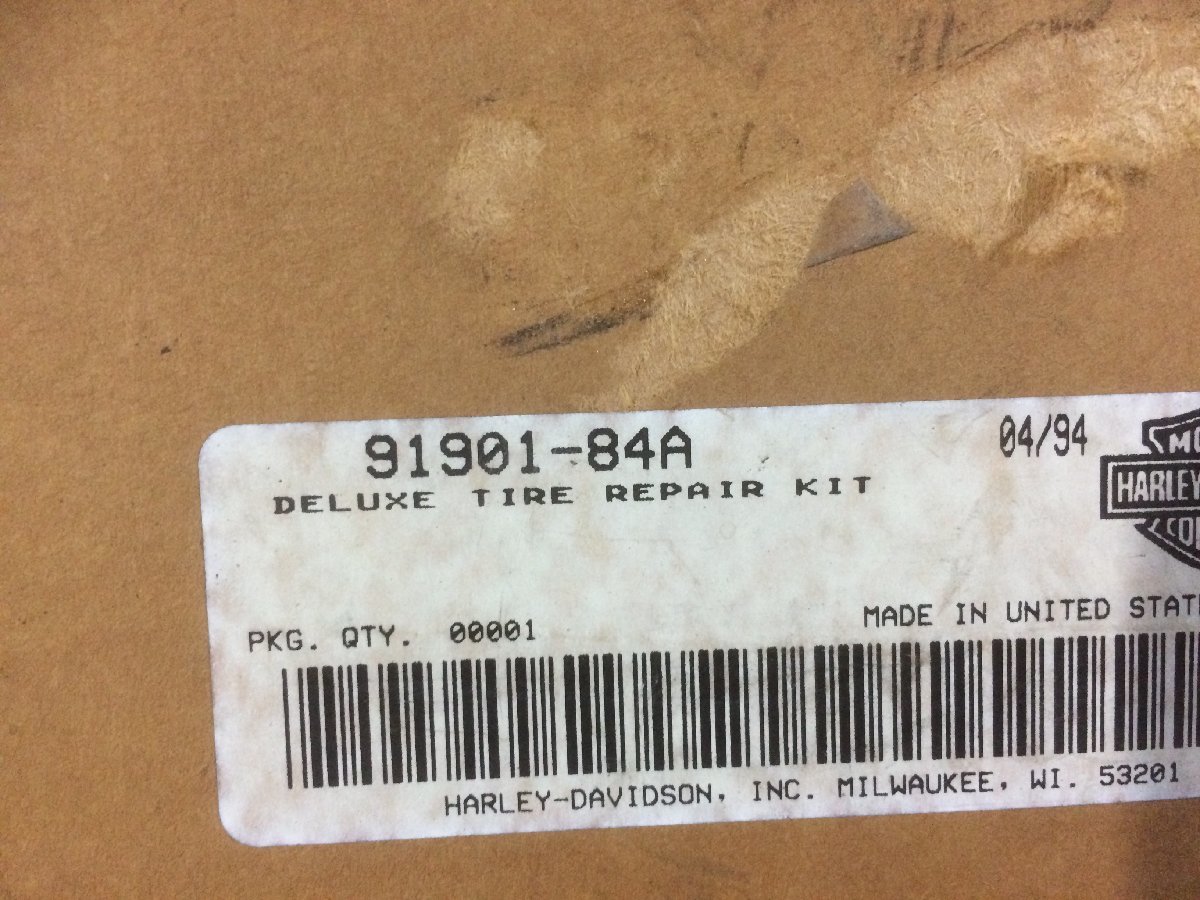 91901-84A
04/94
DELUXE TIRE REPAIR KIT
HARLEY
PKG. QTY. 00001
MADE IN UNITED STAT
HARLEY-DAVIDSON, INC. MILWAUKEE, WI. 53201